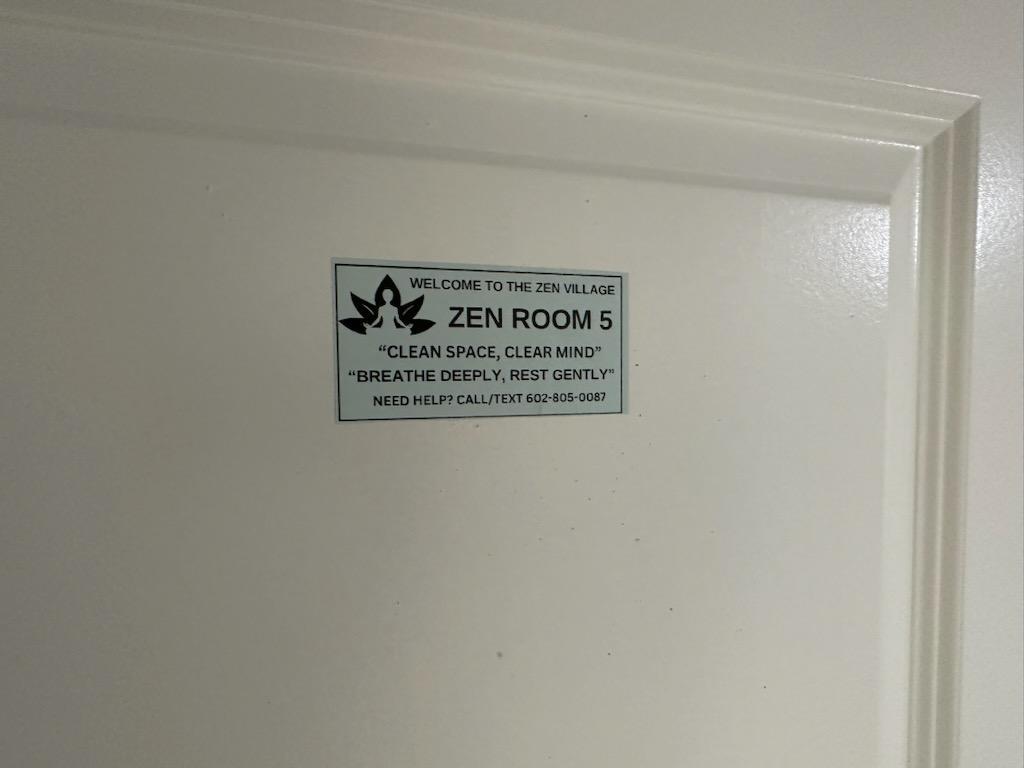 WELCOME TO THE ZEN VILLAGE
ZEN ROOM 5
“CLEAN SPACE, CLEAR MIND”
“BREATHE DEEPLY, REST GENTLY”
NEED HELP? CALL/TEXT 602-805-0087